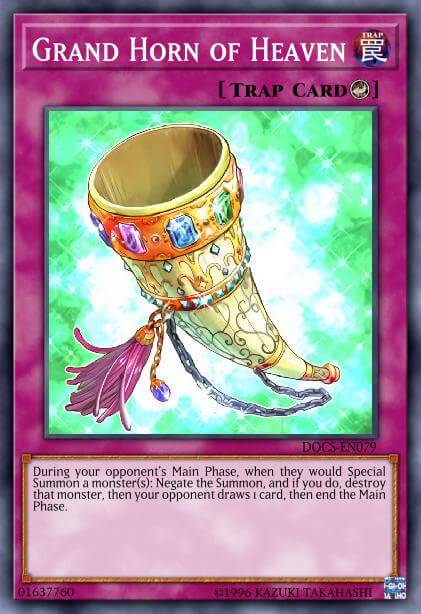 GRAND HORN OF HEAVEN
TRAP
罠
[TRAP CARD]
DOCS-EN079
During your opponent's Main Phase, when they would Special
Summon a monster(s): Negate the Summon, and if you do, destroy
that monster, then your opponent draws 1 card, then end the Main
Phase.
01637760
©1996 KAZUKI TAKAHASHI